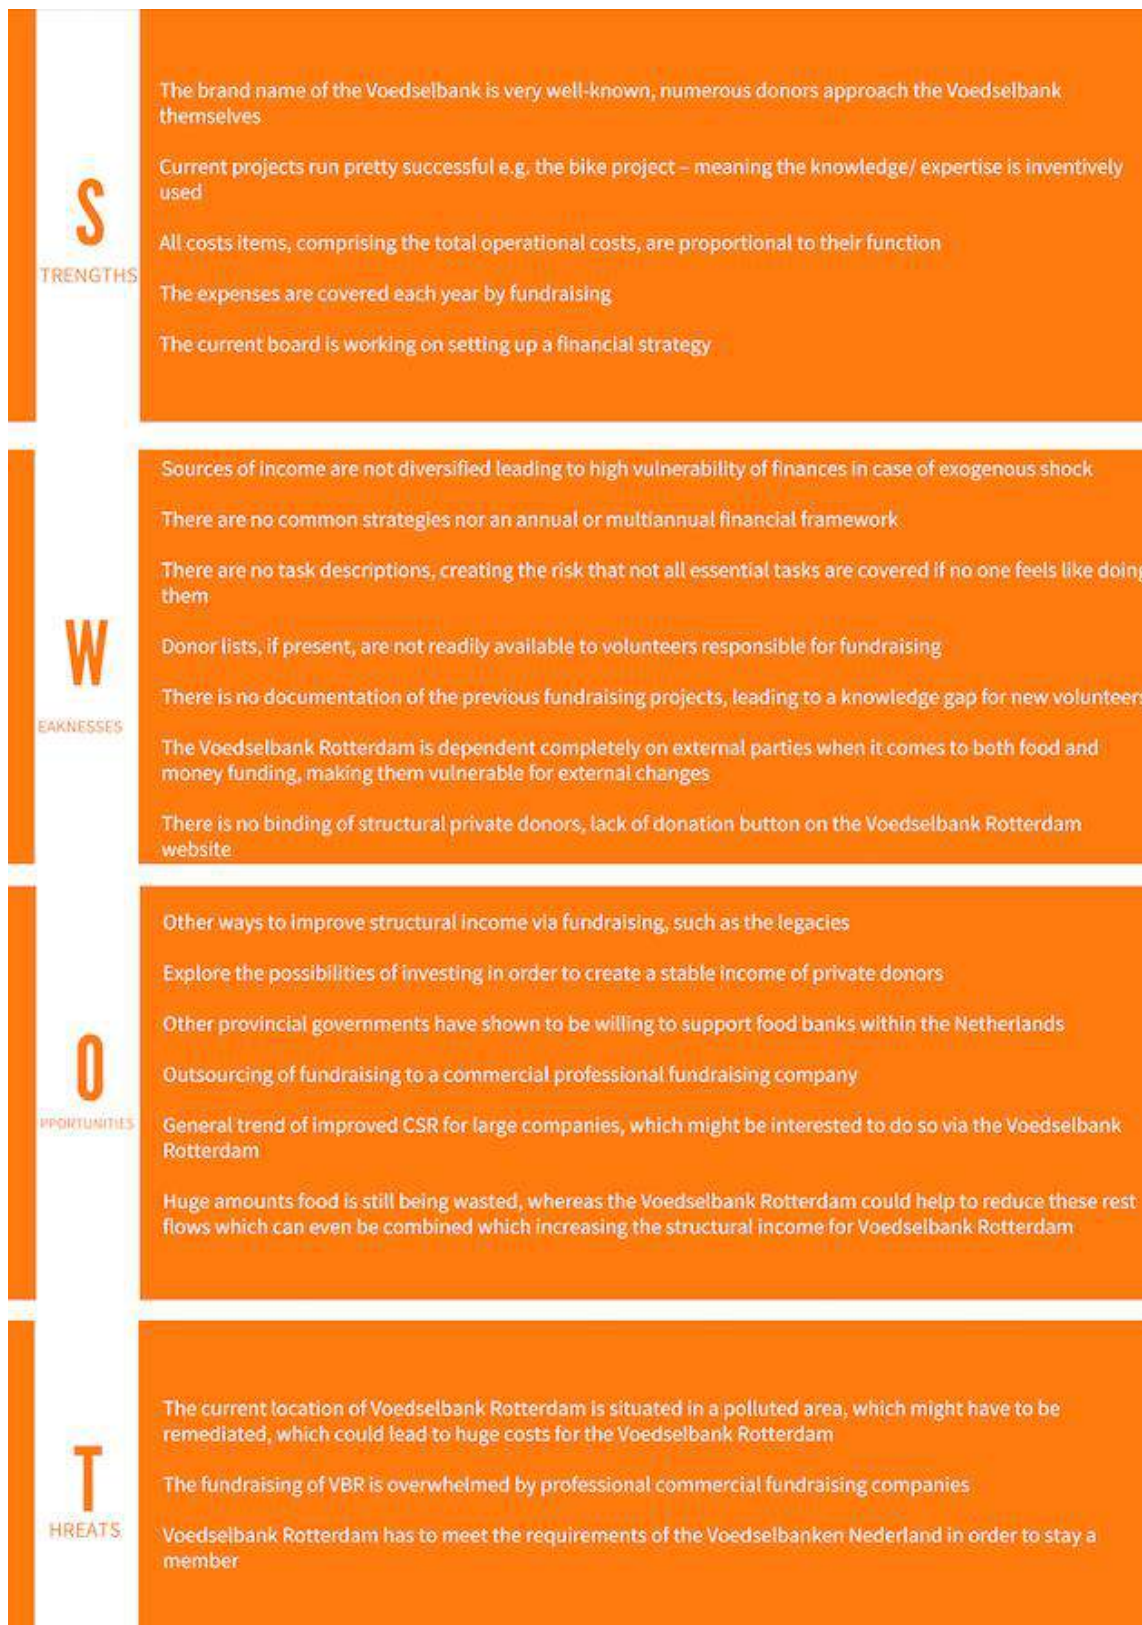 The brand name of the Voedselbank is very well-known, numerous donors approach the Voedselbank
themselves
Current projects run pretty successful e.g. the bike project – meaning the knowledge/ expertise is inventively
used
S
TRENGTHS
All costs items, comprising the total operational costs, are proportional to their function
The expenses are covered each year by fundraising
The current board is working on setting up a financial strategy
Sources of income are not diversified leading to high vulnerability of finances in case of exogenous shock
There are no common strategies nor an annual or multiannual financial framework
There are no task descriptions, creating the risk that not all essential tasks are covered if no one feels like doing
them
W
EAKNESSES
Donor lists, if present, are not readily available to volunteers responsible for fundraising
There is no documentation of the previous fundraising projects, leading to a knowledge gap for new volunteers
The Voedselbank Rotterdam is dependent completely on external parties when it comes to both food and
money funding, making them vulnerable for external changes
There is no binding of structural private donors, lack of donation button on the Voedselbank Rotterdam
website
Other ways to improve structural income via fundraising, such as the legacies
Explore the possibilities of investing in order to create a stable income of private donors
Other provincial governments have shown to be willing to support food banks within the Netherlands
O
PPORTUNITIES
Outsourcing of fundraising to a commercial professional fundraising company
General trend of improved CSR for large companies, which might be interested to do so via the Voedselbank
Rotterdam
Huge amounts food is still being wasted, whereas the Voedselbank Rotterdam could help to reduce these rest
flows which can even be combined which increasing the structural income for Voedselbank Rotterdam
The current location of Voedselbank Rotterdam is situated in a polluted area, which might have to be
remediated, which could lead to huge costs for the Voedselbank Rotterdam
T
HREATS
The fundraising of VBR is overwhelmed by professional commercial fundraising companies
Voedselbank Rotterdam has to meet the requirements of the Voedselbanken Nederland in order to stay a
member